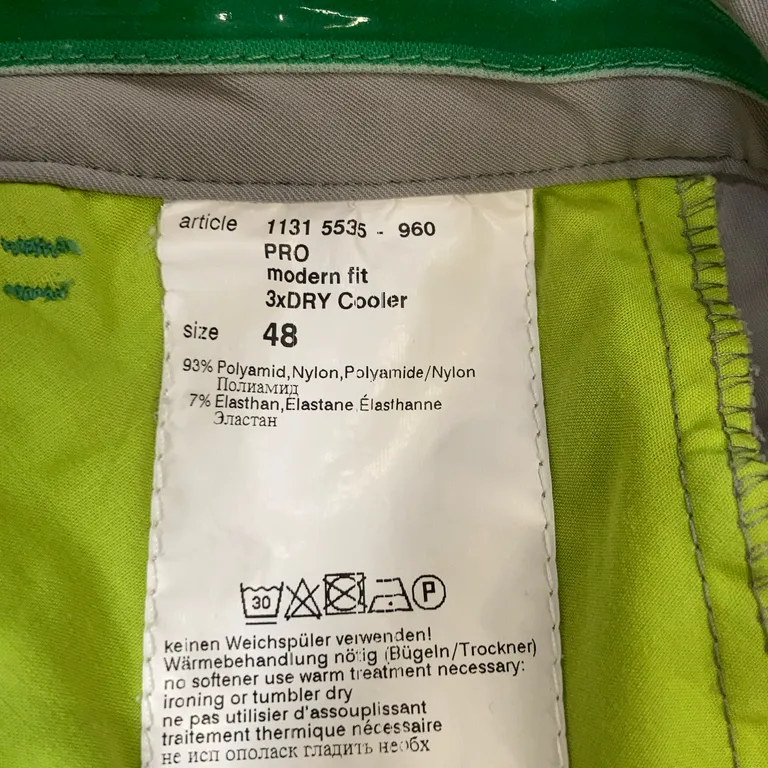 article 1131 5535 - 960
PRO
modern fit
3xDRY Cooler
size 48
93% Polyamid,Nylon,Polyamide/Nylon
Полиамид
7% Elasthan,Elastane,Élasthanne
Эластан
30 P
keinen Weichspüler verwenden!
Wärmebehandlung nötig (Bügeln/Trockner)
no softener use warm treatment necessary:
ironing or tumbler dry
ne pas utilisier d'assouplissant
traitement thermique nécessaire
не исп ополаск гладить необх